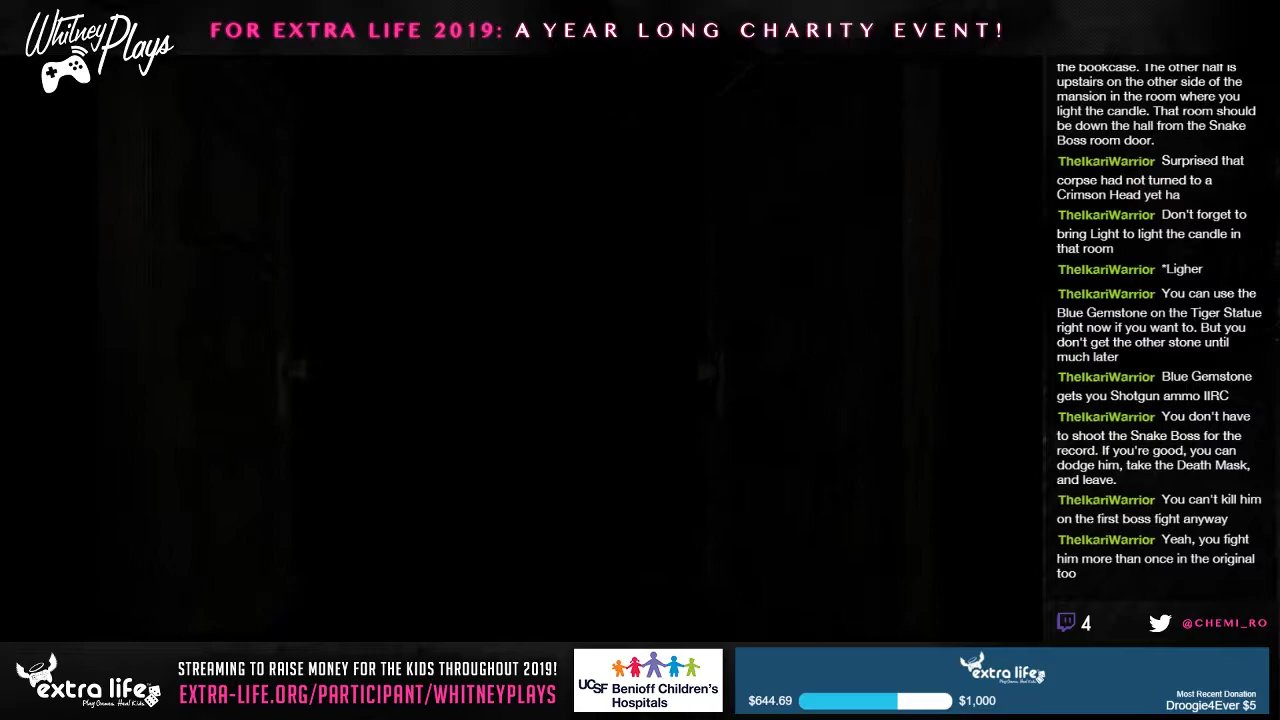 Whitney Plays
FOR EXTRA LIFE 2019: A YEAR LONG CHARITY EVENT!
the bookcase. The other half is
upstairs on the other side of the
mansion in the room where you
light the candle. That room should
be down the hall from the Snake
Boss room door.
TheIkariWarrior Surprised that
corpse had not turned to a
Crimson Head yet ha
TheIkariWarrior Don't forget to
bring Light to light the candle in
that room
TheIkariWarrior *Ligher
TheIkariWarrior You can use the
Blue Gemstone on the Tiger Statue
right now if you want to. But you
don't get the other stone until
much later
TheIkariWarrior Blue Gemstone
gets you Shotgun ammo IIRC
TheIkariWarrior You don't have
to shoot the Snake Boss for the
record. If you're good, you can
dodge him, take the Death Mask,
and leave.
TheIkariWarrior You can't kill him
on the first boss fight anyway
TheIkariWarrior Yeah, you fight
him more than once in the original
too
4
@CHEMI_RO
extra life
Play Games. Heal Kids.
STREAMING TO RAISE MONEY FOR THE KIDS THROUGHOUT 2019!
EXTRA-LIFE.ORG/PARTICIPANT/WHITNEYPLAYS
UCSF Benioff Children's
Hospitals
extra life
Play Games. Heal Kids.
$644.69
$1,000
Most Recent Donation
Droogie4Ever $5